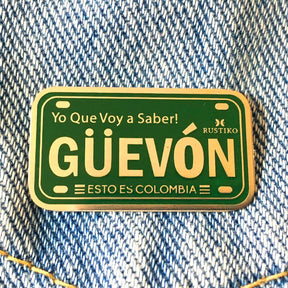 Yo Que Voy a Saber!
RUSTIKO
GÜEVÓN
ESTO ES COLOMBIA